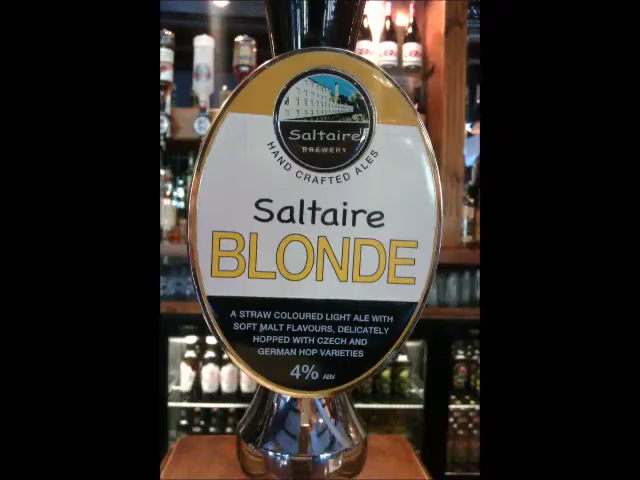 Saltaire
BREWERY
HAND CRAFTED ALES
Saltaire
BLONDE
A STRAW COLOURED LIGHT ALE WITH
SOFT MALT FLAVOURS, DELICATELY
HOPPED WITH CZECH AND
GERMAN HOP VARIETIES
4% ABV